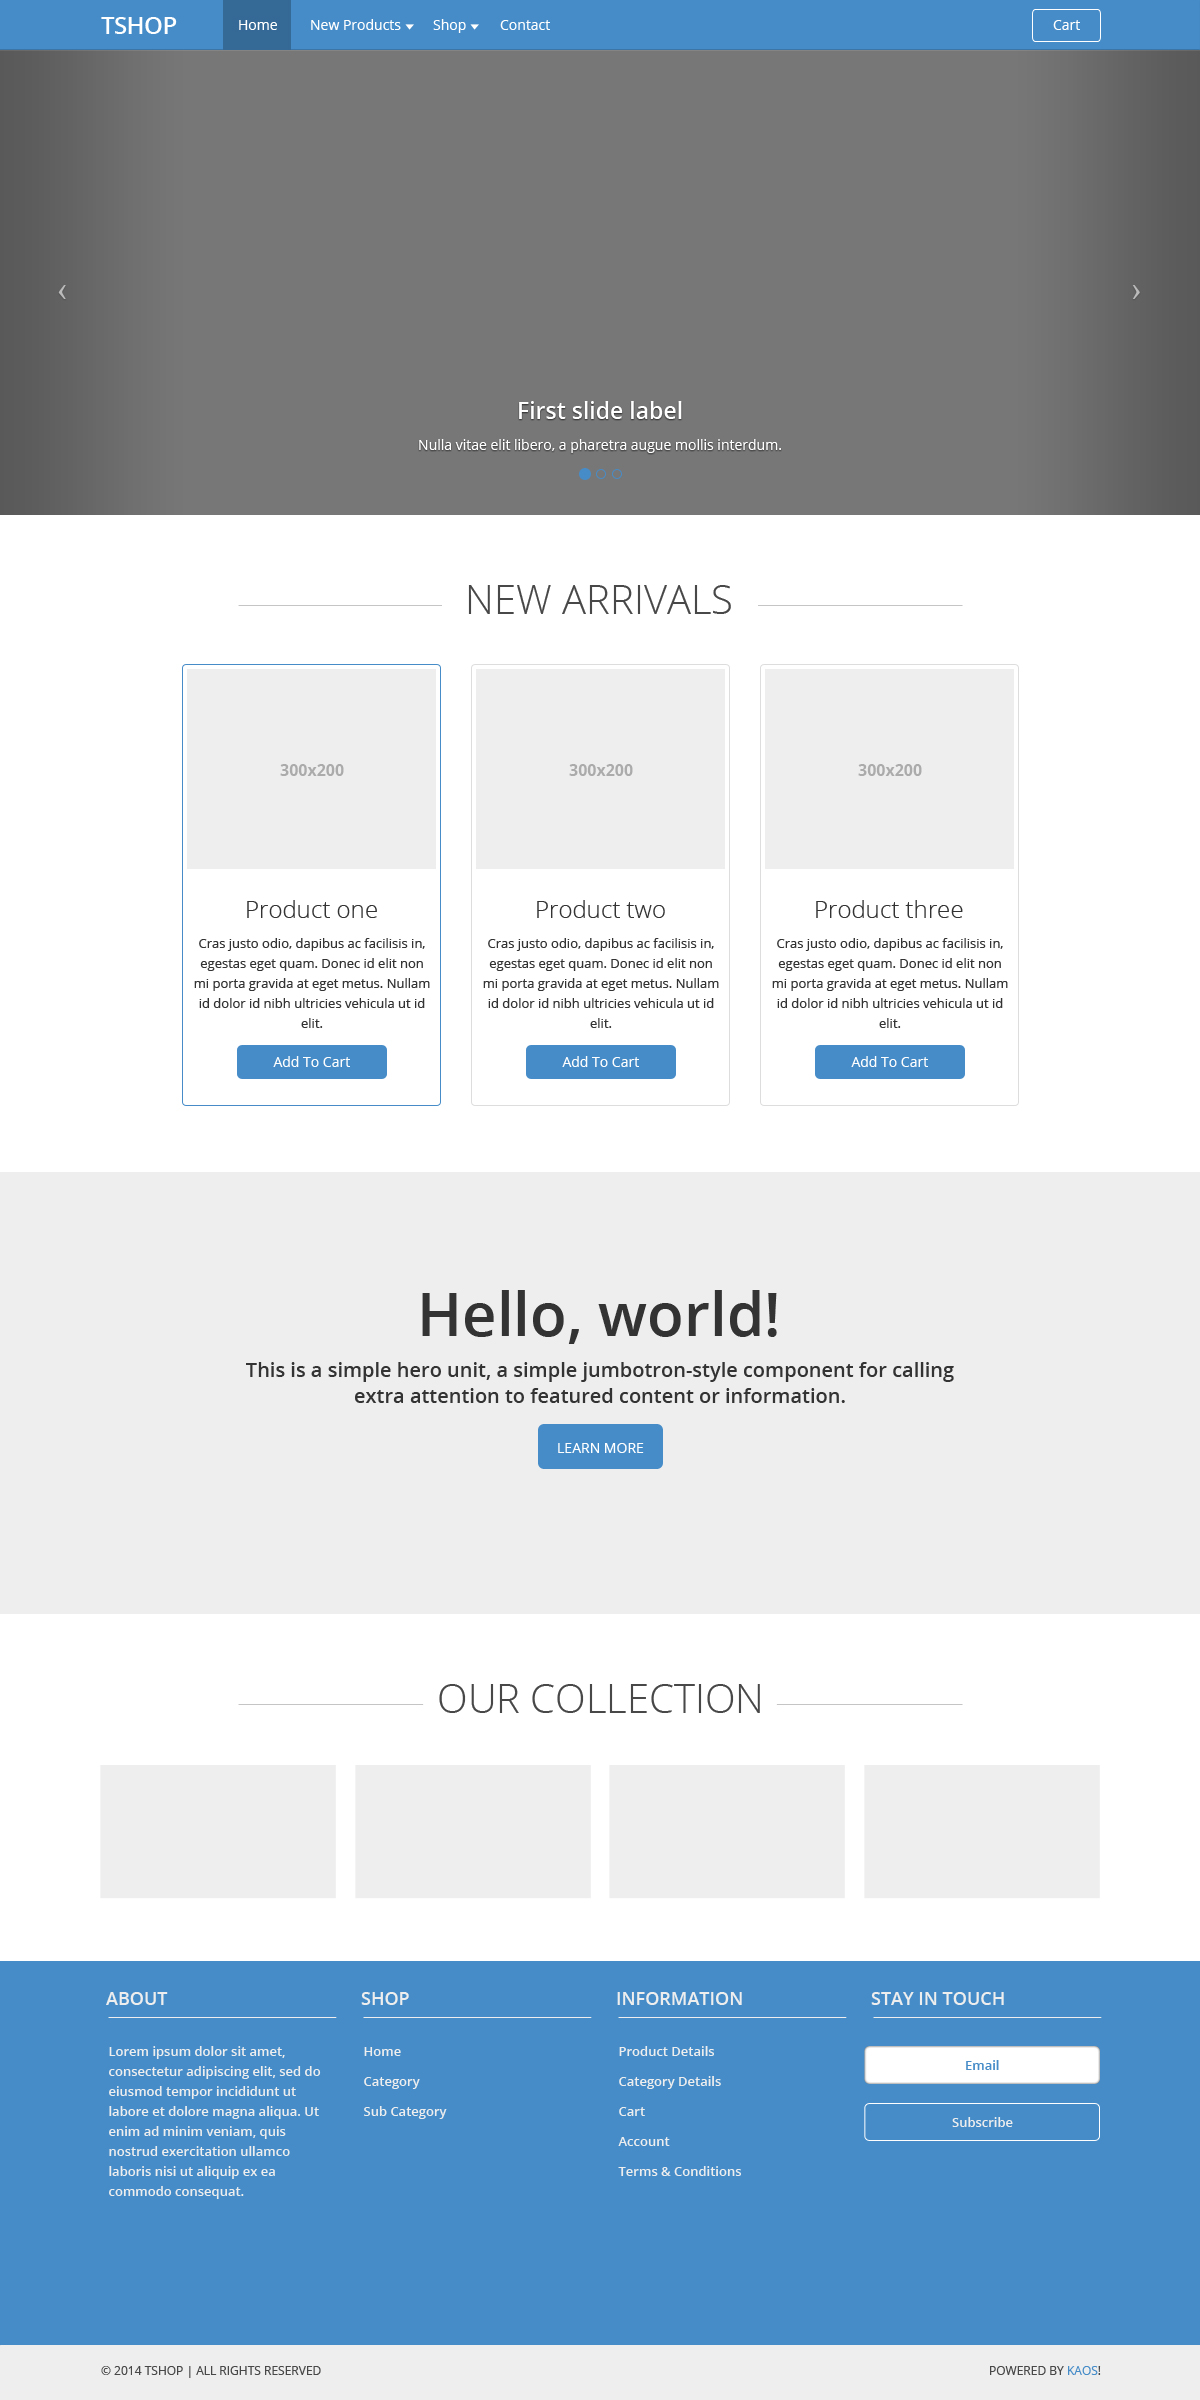 TSHOP
Home
New Products
Shop
Contact
Cart
First slide label
Nulla vitae elit libero, a pharetra augue mollis interdum.
NEW ARRIVALS
300x200
Product one
Cras justo odio, dapibus ac facilisis in,
egestas eget quam. Donec id elit non
mi porta gravida at eget metus. Nullam
id dolor id nibh ultricies vehicula ut id
elit.
Add To Cart
300x200
Product two
Cras justo odio, dapibus ac facilisis in,
egestas eget quam. Donec id elit non
mi porta gravida at eget metus. Nullam
id dolor id nibh ultricies vehicula ut id
elit.
Add To Cart
300x200
Product three
Cras justo odio, dapibus ac facilisis in,
egestas eget quam. Donec id elit non
mi porta gravida at eget metus. Nullam
id dolor id nibh ultricies vehicula ut id
elit.
Add To Cart
Hello, world!
This is a simple hero unit, a simple jumbotron-style component for calling
extra attention to featured content or information.
LEARN MORE
OUR COLLECTION
ABOUT
Lorem ipsum dolor sit amet,
consectetur adipiscing elit, sed do
eiusmod tempor incididunt ut
labore et dolore magna aliqua. Ut
enim ad minim veniam, quis
nostrud exercitation ullamco
laboris nisi ut aliquip ex ea
commodo consequat.
SHOP
Home
Category
Sub Category
INFORMATION
Product Details
Category Details
Cart
Account
Terms & Conditions
STAY IN TOUCH
Email
Subscribe
© 2014 TSHOP | ALL RIGHTS RESERVED
POWERED BY KAOS!